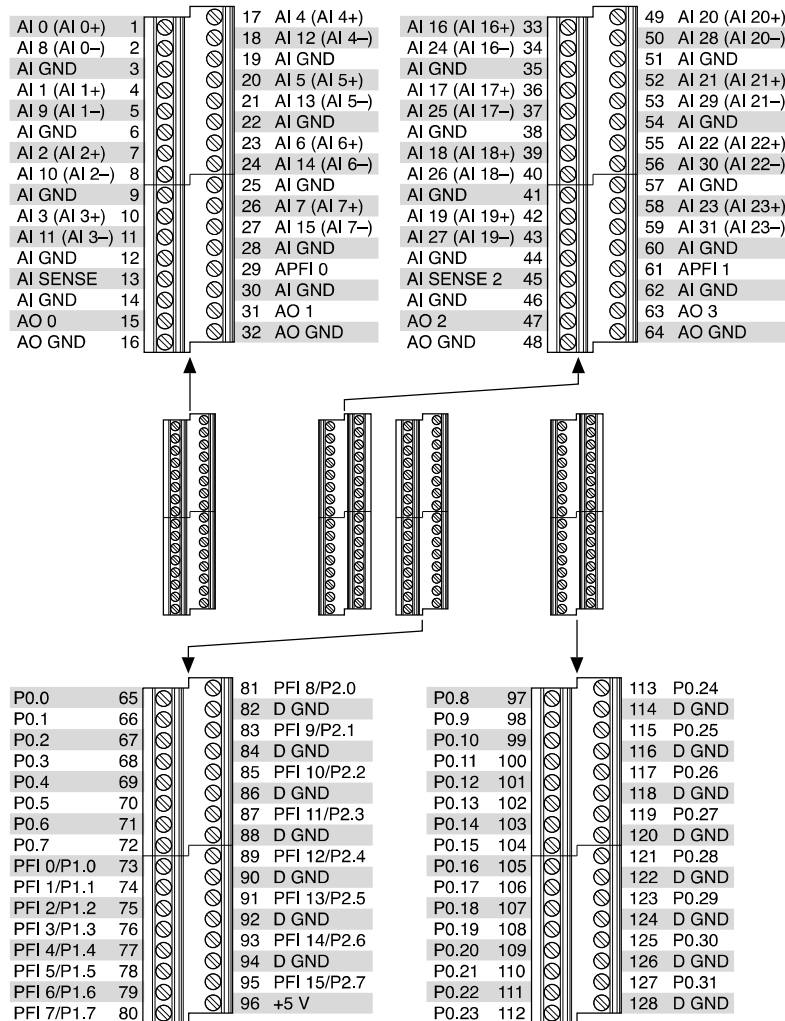 AI 0 (AI 0+) 1
AI 8 (AI 0–) 2
AI GND 3
AI 1 (AI 1+) 4
AI 9 (AI 1–) 5
AI GND 6
AI 2 (AI 2+) 7
AI 10 (AI 2–) 8
AI GND 9
AI 3 (AI 3+) 10
AI 11 (AI 3–) 11
AI GND 12
AI SENSE 13
AI GND 14
AO 0 15
AO GND 16
17 AI 4 (AI 4+)
18 AI 12 (AI 4–)
19 AI GND
20 AI 5 (AI 5+)
21 AI 13 (AI 5–)
22 AI GND
23 AI 6 (AI 6+)
24 AI 14 (AI 6–)
25 AI GND
26 AI 7 (AI 7+)
27 AI 15 (AI 7–)
28 AI GND
29 APFI 0
30 AI GND
31 AO 1
32 AO GND
AI 16 (AI 16+) 33
AI 24 (AI 16–) 34
AI GND 35
AI 17 (AI 17+) 36
AI 25 (AI 17–) 37
AI GND 38
AI 18 (AI 18+) 39
AI 26 (AI 18–) 40
AI GND 41
AI 19 (AI 19+) 42
AI 27 (AI 19–) 43
AI GND 44
AI SENSE 2 45
AI GND 46
AO 2 47
AO GND 48
49 AI 20 (AI 20+)
50 AI 28 (AI 20–)
51 AI GND
52 AI 21 (AI 21+)
53 AI 29 (AI 21–)
54 AI GND
55 AI 22 (AI 22+)
56 AI 30 (AI 22–)
57 AI GND
58 AI 23 (AI 23+)
59 AI 31 (AI 23–)
60 AI GND
61 APFI 1
62 AI GND
63 AO 3
64 AO GND
P0.0 65
P0.1 66
P0.2 67
P0.3 68
P0.4 69
P0.5 70
P0.6 71
P0.7 72
PFI 0/P1.0 73
PFI 1/P1.1 74
PFI 2/P1.2 75
PFI 3/P1.3 76
PFI 4/P1.4 77
PFI 5/P1.5 78
PFI 6/P1.6 79
PFI 7/P1.7 80
81 PFI 8/P2.0
82 D GND
83 PFI 9/P2.1
84 D GND
85 PFI 10/P2.2
86 D GND
87 PFI 11/P2.3
88 D GND
89 PFI 12/P2.4
90 D GND
91 PFI 13/P2.5
92 D GND
93 PFI 14/P2.6
94 D GND
95 PFI 15/P2.7
96 +5 V
P0.8 97
P0.9 98
P0.10 99
P0.11 100
P0.12 101
P0.13 102
P0.14 103
P0.15 104
P0.16 105
P0.17 106
P0.18 107
P0.19 108
P0.20 109
P0.21 110
P0.22 111
P0.23 112
113 P0.24
114 D GND
115 P0.25
116 D GND
117 P0.26
118 D GND
119 P0.27
120 D GND
121 P0.28
122 D GND
123 P0.29
124 D GND
125 P0.30
126 D GND
127 P0.31
128 D GND